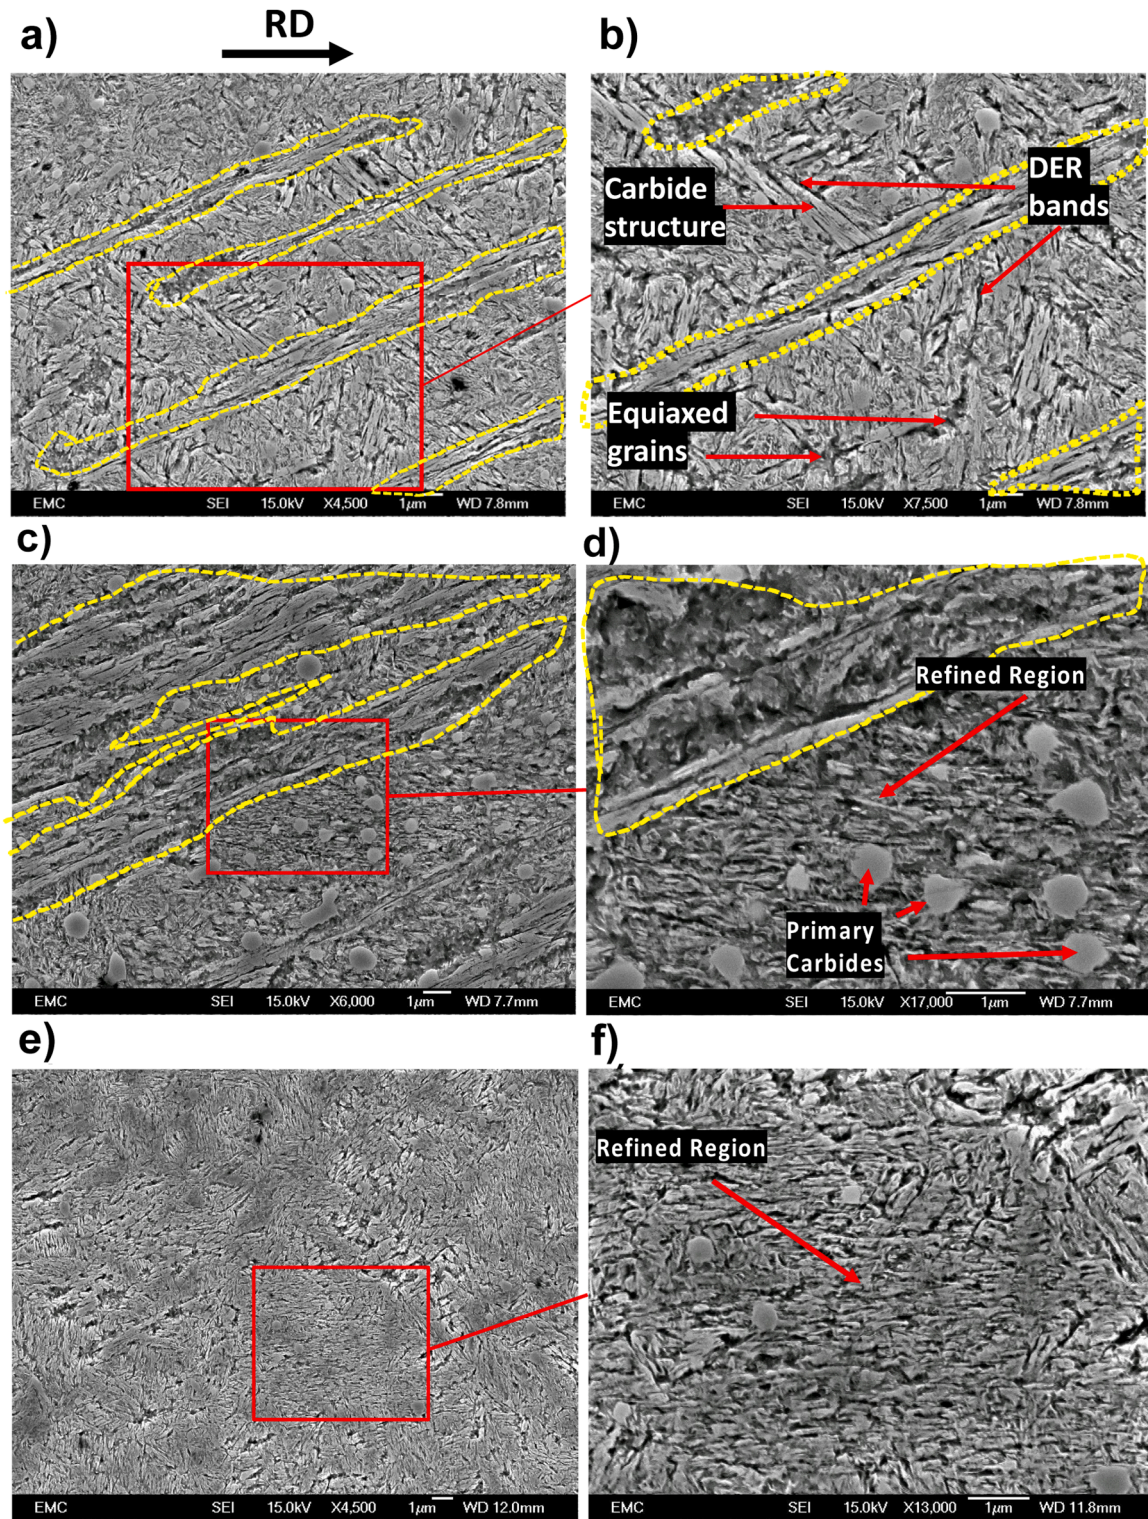 a)
RD
b)
Carbide
structure
DER
bands
Equiaxed
grains
EMC SEI 15.0kV X4,500 1μm WD 7.8mm
EMC SEI 15.0kV X7,500 1μm WD 7.8mm
c)
d)
Refined Region
Primary
Carbides
EMC SEI 15.0kV X6,000 1μm WD 7.7mm
EMC SEI 15.0kV X17,000 1μm WD 7.7mm
e)
f)
Refined Region
EMC SEI 15.0kV X4,500 1μm WD 12.0mm
EMC SEI 15.0kV X13,000 1μm WD 11.8mm